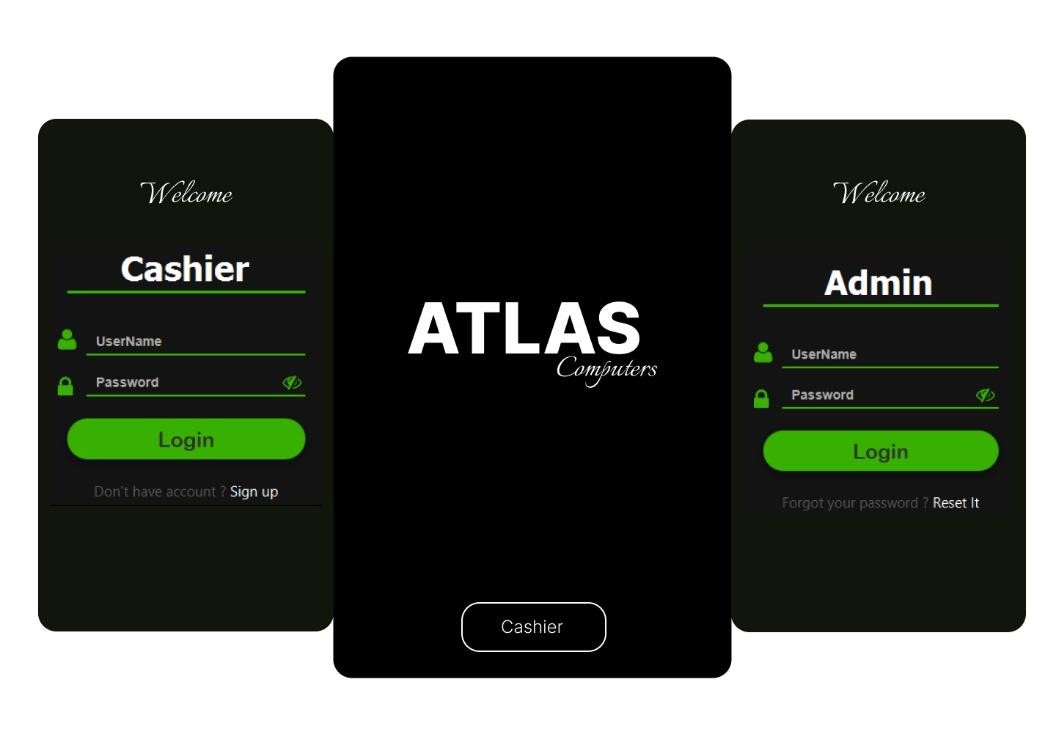 Welcome
Cashier
UserName
Password
Login
Don't have account ? Sign up
ATLAS
Computers
Cashier
Welcome
Admin
UserName
Password
Login
Forgot your password ? Reset It